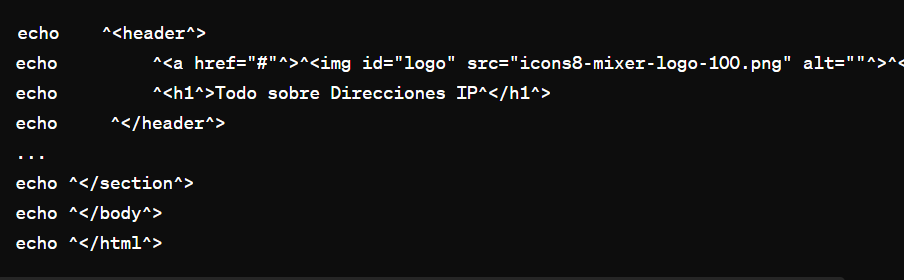 echo    ^<header^>
echo         ^<a href="#"^>^<img id="logo" src="icons8-mixer-logo-100.png" alt=""^>^<
echo         ^<h1^>Todo sobre Direcciones IP^</h1^>
echo     ^</header^>
...
echo ^</section^>
echo ^</body^>
echo ^</html^>